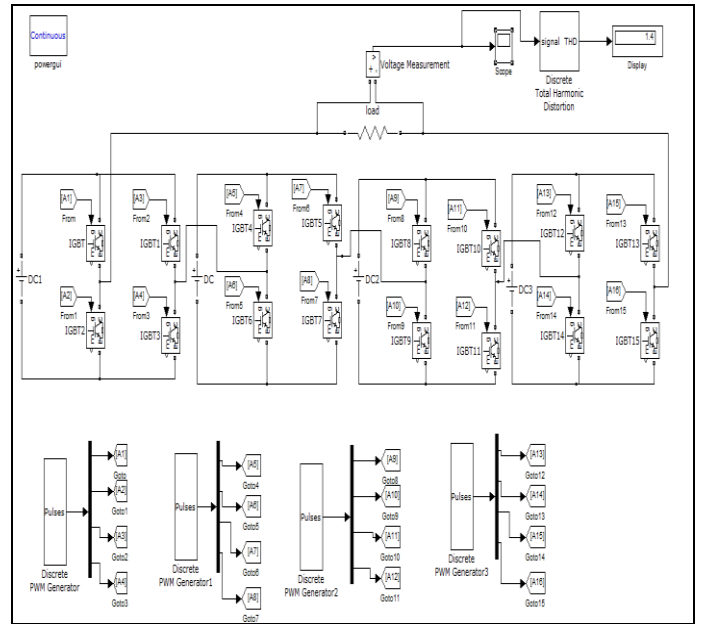 Continuous
powergui
Voltage Measurement
Scope
signal THD
Discrete
Total Harmonic
Distortion
1.4
Display
load
[A1]
From
IGBT
[A3]
From2
IGBT1
[A5]
From4
IGBT4
[A7]
From6
IGBT5
[A9]
From8
IGBT8
[A11]
From10
IGBT10
[A13]
From12
IGBT12
[A15]
From13
IGBT13
DC1
DC
DC2
DC3
[A2]
From1
IGBT2
[A4]
From3
IGBT3
[A6]
From5
IGBT6
[A8]
From7
IGBT7
[A10]
From9
IGBT9
[A12]
From11
IGBT11
[A14]
From14
IGBT14
[A16]
From15
IGBT15
Pulses
Discrete
PWM Generator
[A1]
Goto
[A2]
Goto1
[A3]
Goto2
[A4]
Goto3
Pulses
Discrete
PWM Generator1
[A5]
Goto4
[A6]
Goto5
[A7]
Goto6
[A8]
Goto7
Pulses
Discrete
PWM Generator2
[A9]
Goto8
[A10]
Goto9
[A11]
Goto10
[A12]
Goto11
Pulses
Discrete
PWM Generator3
[A13]
Goto12
[A14]
Goto13
[A15]
Goto14
[A16]
Goto15